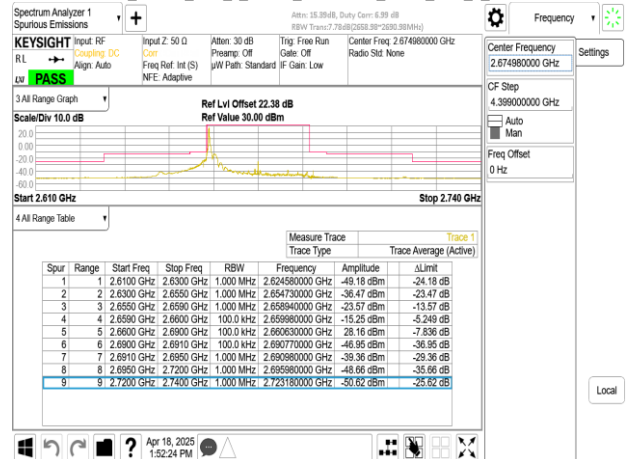 Spectrum Analyzer 1
Spurious Emissions
Attn: 15.39dB, Duty Corr: 6.99 dB
RBW Trans:7.78dB(2658.98~2690.98MHz)
Frequency
KEYSIGHT
RL
PASS
Input: RF
Coupling: DC
Align: Auto
Input Z: 50 Ω
Corr
Freq Ref: Int (S)
NFE: Adaptive
Atten: 30 dB
Preamp: Off
µW Path: Standard
Trig: Free Run
Gate: Off
IF Gain: Low
Center Freq: 2.674980000 GHz
Radio Std: None
Center Frequency
2.674980000 GHz
Settings
CF Step
4.399000000 GHz
Auto
Man
Freq Offset
0 Hz
Local
3 All Range Graph
Scale/Div 10.0 dB
Ref Lvl Offset 22.38 dB
Ref Value 30.00 dBm
20.0
0.00
-20.0
-40.0
-60.0
Start 2.610 GHz
Stop 2.740 GHz
4 All Range Table
Measure Trace Trace 1
Trace Type Trace Average (Active)
Spur Range Start Freq Stop Freq RBW Frequency Amplitude ΔLimit
1 1 2.6100 GHz 2.6300 GHz 1.000 MHz 2.624580000 GHz -49.18 dBm -24.18 dB
2 2 2.6300 GHz 2.6550 GHz 1.000 MHz 2.654730000 GHz -36.47 dBm -23.47 dB
3 3 2.6550 GHz 2.6590 GHz 1.000 MHz 2.658940000 GHz -23.57 dBm -13.57 dB
4 4 2.6590 GHz 2.6600 GHz 100.0 kHz 2.659980000 GHz -15.25 dBm -5.249 dB
5 5 2.6600 GHz 2.6900 GHz 100.0 kHz 2.660630000 GHz 28.16 dBm -7.836 dB
6 6 2.6900 GHz 2.6910 GHz 100.0 kHz 2.690770000 GHz -46.95 dBm -36.95 dB
7 7 2.6910 GHz 2.6950 GHz 1.000 MHz 2.690980000 GHz -39.36 dBm -29.36 dB
8 8 2.6950 GHz 2.7200 GHz 1.000 MHz 2.695980000 GHz -48.66 dBm -35.66 dB
9 9 2.7200 GHz 2.7400 GHz 1.000 MHz 2.723180000 GHz -50.62 dBm -25.62 dB
Apr 18, 2025
1:52:24 PM